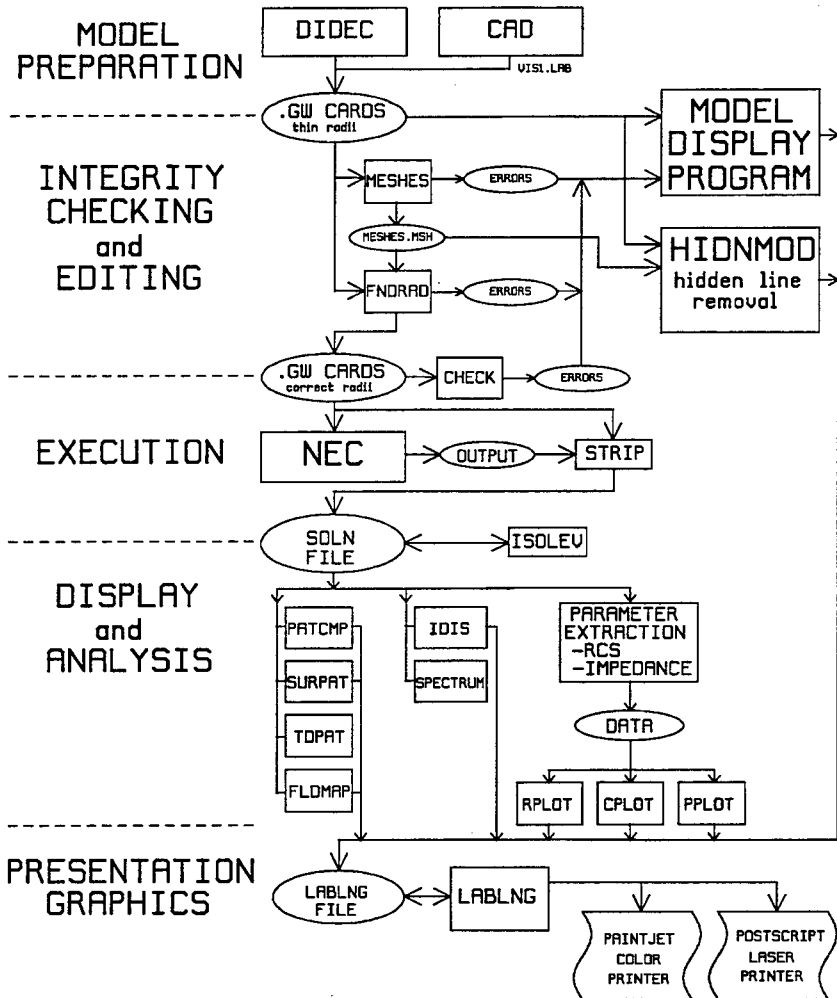 MODEL
PREPARATION
DIDEC
CAD
VIS1.LAB
.GW CARDS
thin radii
MODEL
DISPLAY
PROGRAM
INTEGRITY
CHECKING
and
EDITING
MESHES
ERRORS
MESHES.MSH
HIDNMOD
hidden line
removal
FNDRAD
ERRORS
.GW CARDS
correct radii
CHECK
ERRORS
EXECUTION
NEC
OUTPUT
STRIP
SOLN
FILE
ISOLEV
DISPLAY
and
ANALYSIS
PATCMP
SURPAT
TDPAT
FLDMAP
IDIS
SPECTRUM
PARAMETER
EXTRACTION
-RCS
-IMPEDANCE
DATA
RPLOT
CPLOT
PPLOT
PRESENTATION
GRAPHICS
LABLNG
FILE
LABLNG
PAINTJET
COLOR
PRINTER
POSTSCRIPT
LASER
PRINTER